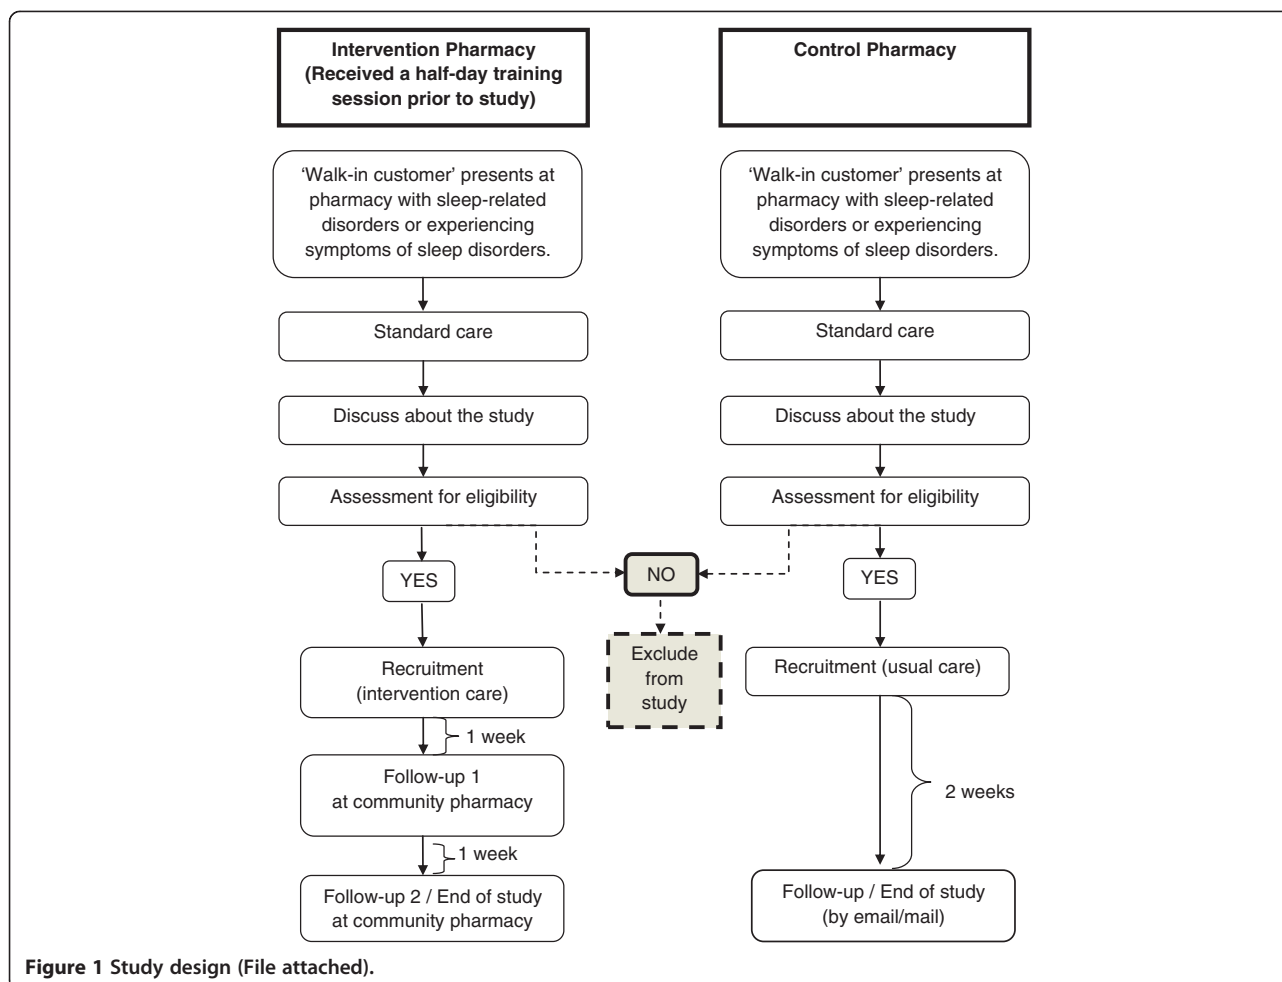 Intervention Pharmacy
(Received a half-day training
session prior to study)
Control Pharmacy
‘Walk-in customer’ presents at
pharmacy with sleep-related
disorders or experiencing
symptoms of sleep disorders.
‘Walk-in customer’ presents at
pharmacy with sleep-related
disorders or experiencing
symptoms of sleep disorders.
Standard care
Standard care
Discuss about the study
Discuss about the study
Assessment for eligibility
Assessment for eligibility
YES
NO
YES
Recruitment
(intervention care)
Exclude
from
study
Recruitment (usual care)
1 week
Follow-up 1
at community pharmacy
2 weeks
1 week
Follow-up 2 / End of study
at community pharmacy
Follow-up / End of study
(by email/mail)
Figure 1 Study design (File attached).